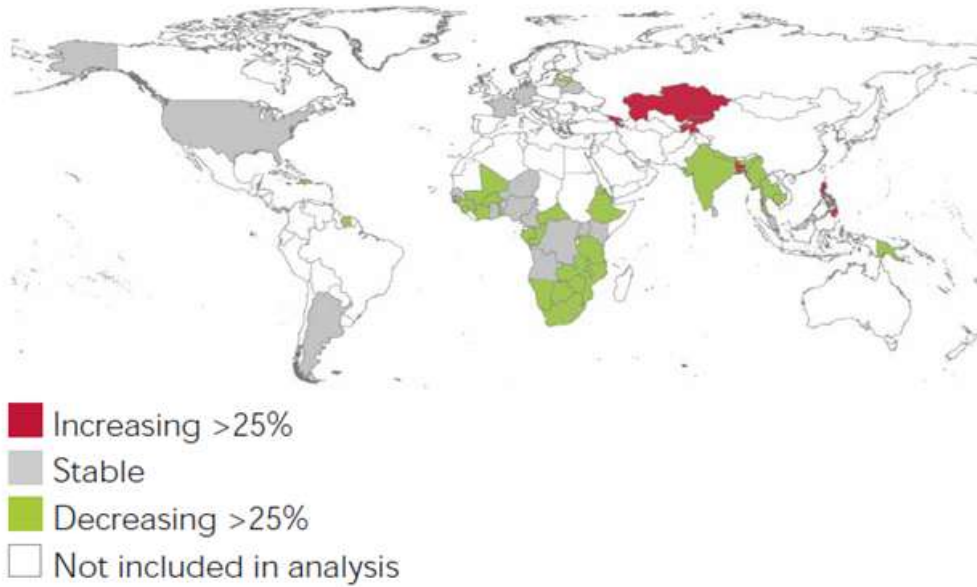 Increasing >25%
Stable
Decreasing >25%
Not included in analysis